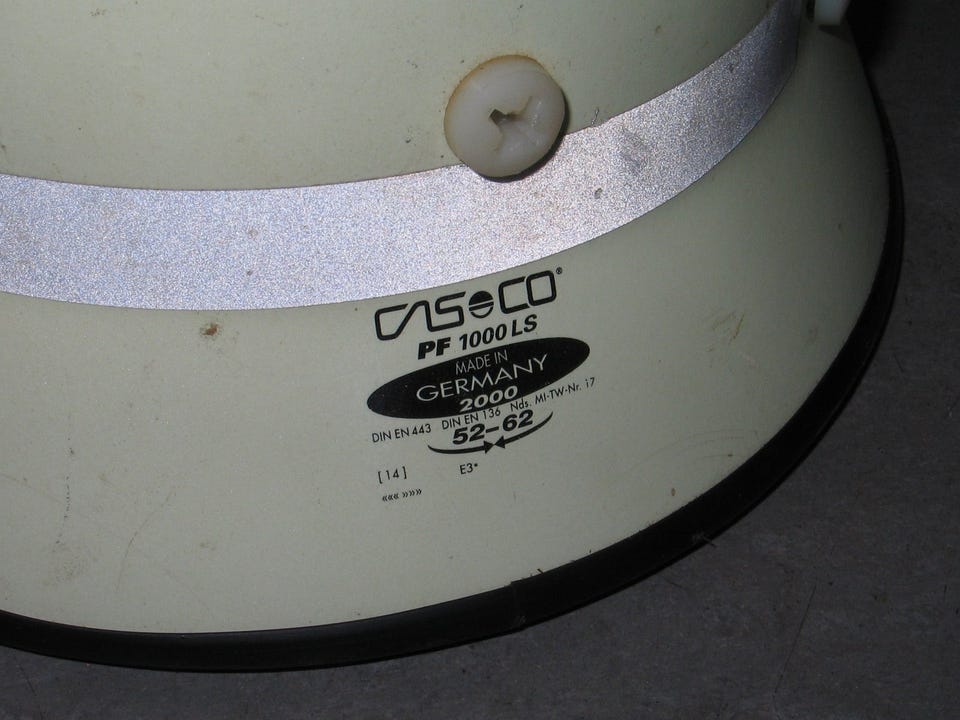 CASCO®
PF 1000 LS
MADE IN
GERMANY
2000
DIN EN 443 DIN EN 136 Nds. MI-TW-Nr. 17
52-62
[14] E3*
««« »»»